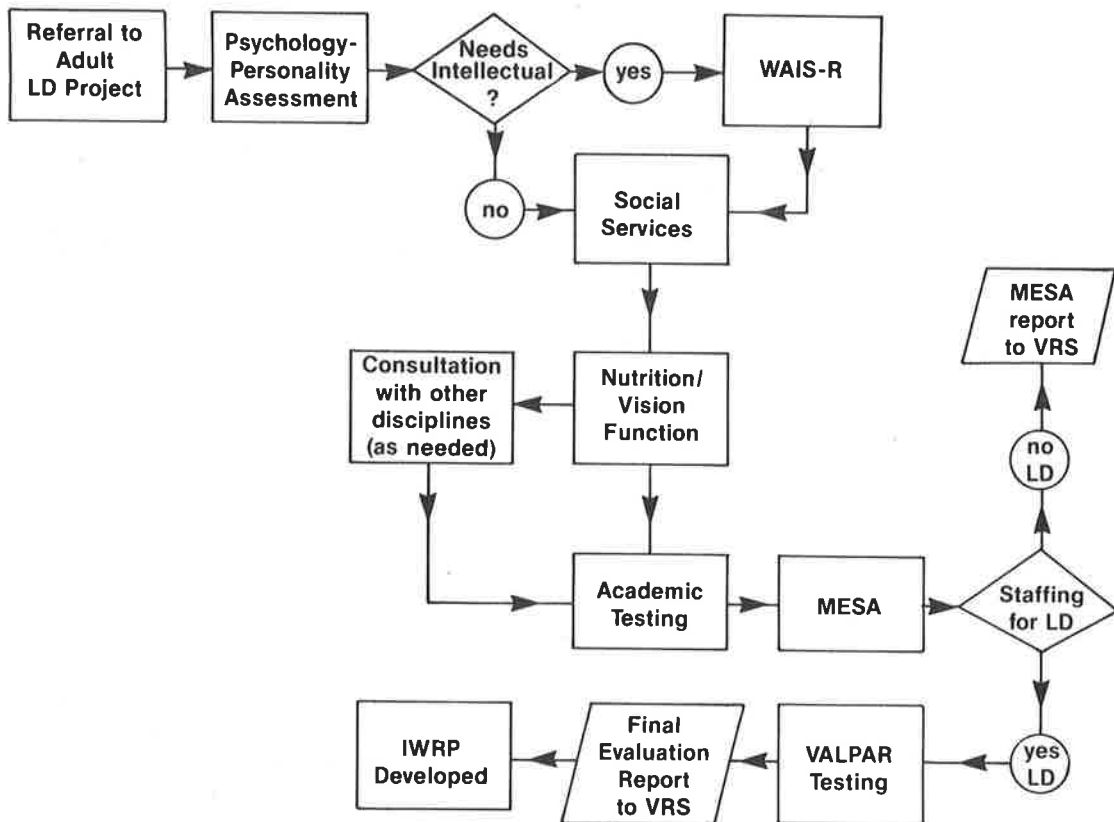 Referral to
Adult
LD Project
Psychology-
Personality
Assessment
Needs
Intellectual
?
yes
WAIS-R
no
Social
Services
MESA
report
to VRS
Consultation
with other
disciplines
(as needed)
Nutrition/
Vision
Function
no
LD
Academic
Testing
MESA
Staffing
for LD
yes
LD
VALPAR
Testing
Final
Evaluation
Report
to VRS
IWRP
Developed